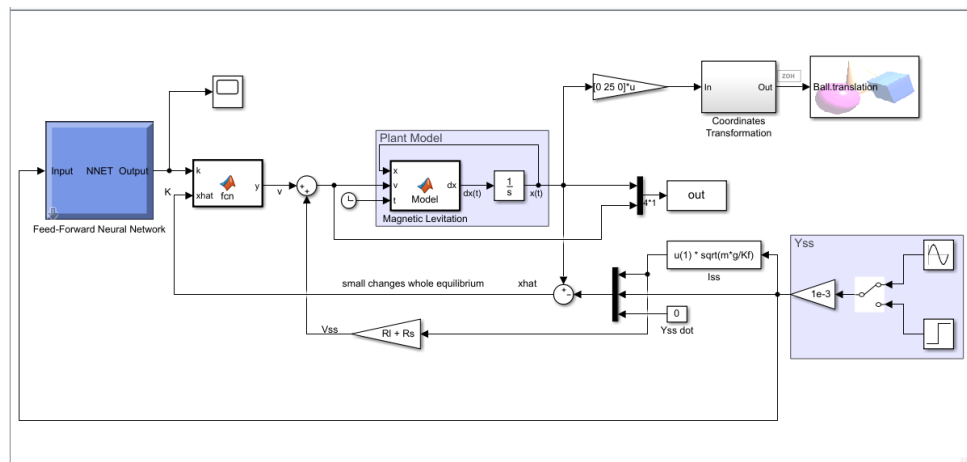 [0 25 0]*u
In
Out
ZOH
Ball.translation
Coordinates
Transformation
Plant Model
Input
NNET Output
K
k
xhat
fcn
y
v
x
v
t
Model
dx
dx(t)
1
s
x(t)
Magnetic Levitation
4*1
out
Feed-Forward Neural Network
Yss
u(1) * sqrt(m*g/Kf)
Iss
small changes whole equilibrium
xhat
1e-3
0
Yss dot
Vss
Rl + Rs